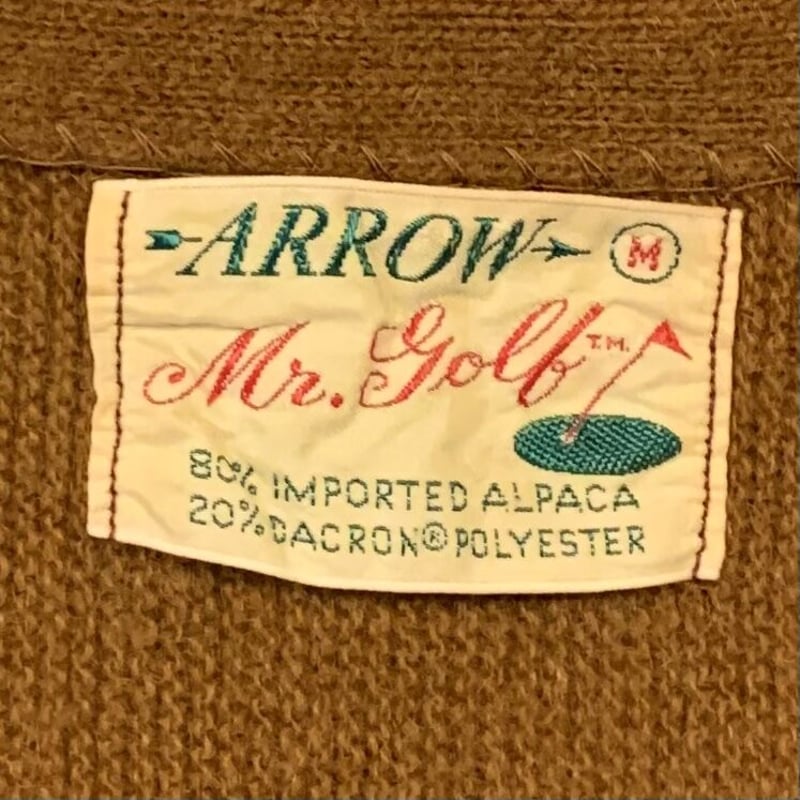 ARROW M
Mr. Golf T.M.
80% IMPORTED ALPACA
20% DACRON® POLYESTER